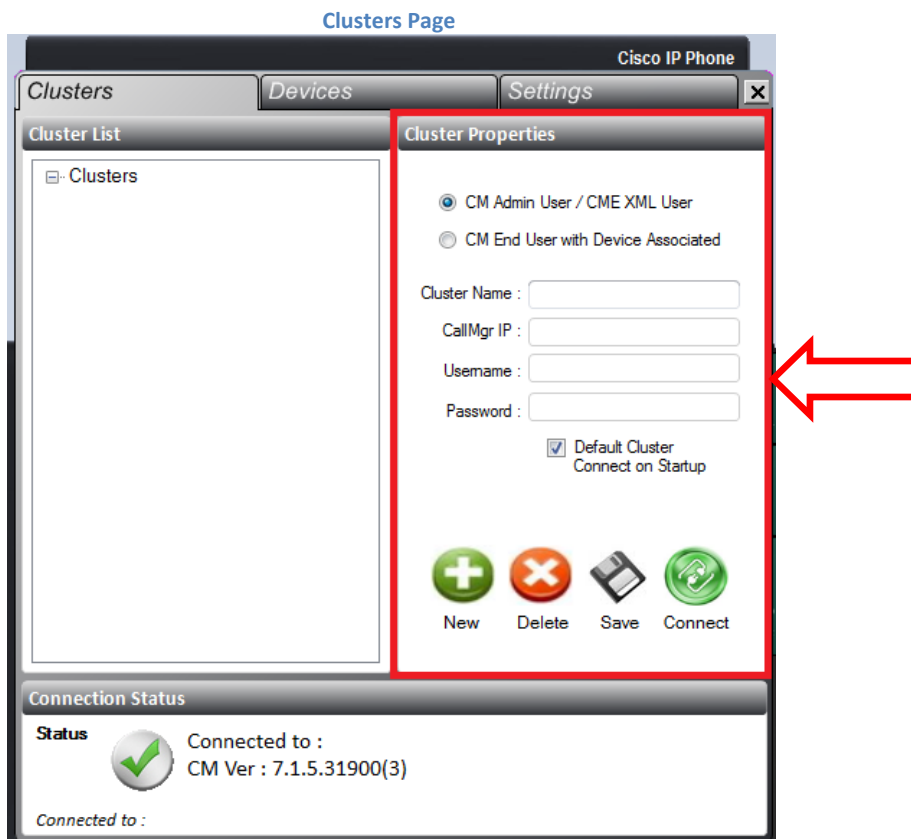 Clusters Page
Cisco IP Phone
Clusters
Devices
Settings
Cluster List
Clusters
Cluster Properties
CM Admin User / CME XML User
CM End User with Device Associated
Cluster Name :
CallMgr IP :
Username :
Password :
Default Cluster
Connect on Startup
New
Delete
Save
Connect
Connection Status
Status
Connected to :
CM Ver : 7.1.5.31900(3)
Connected to :